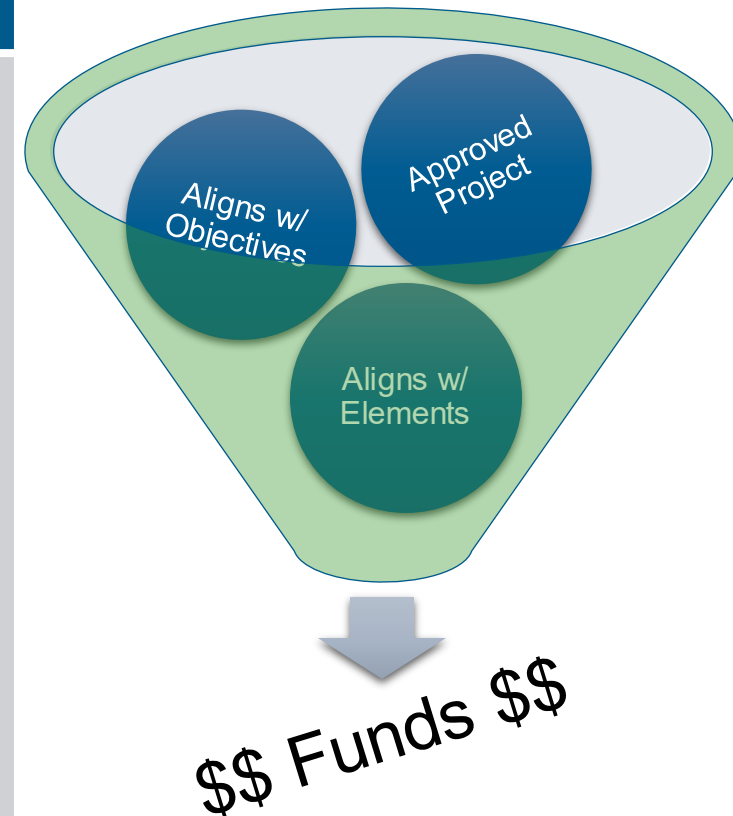 Approved
Project
Aligns w/
Objectives
Aligns w/
Elements
$$ Funds $$